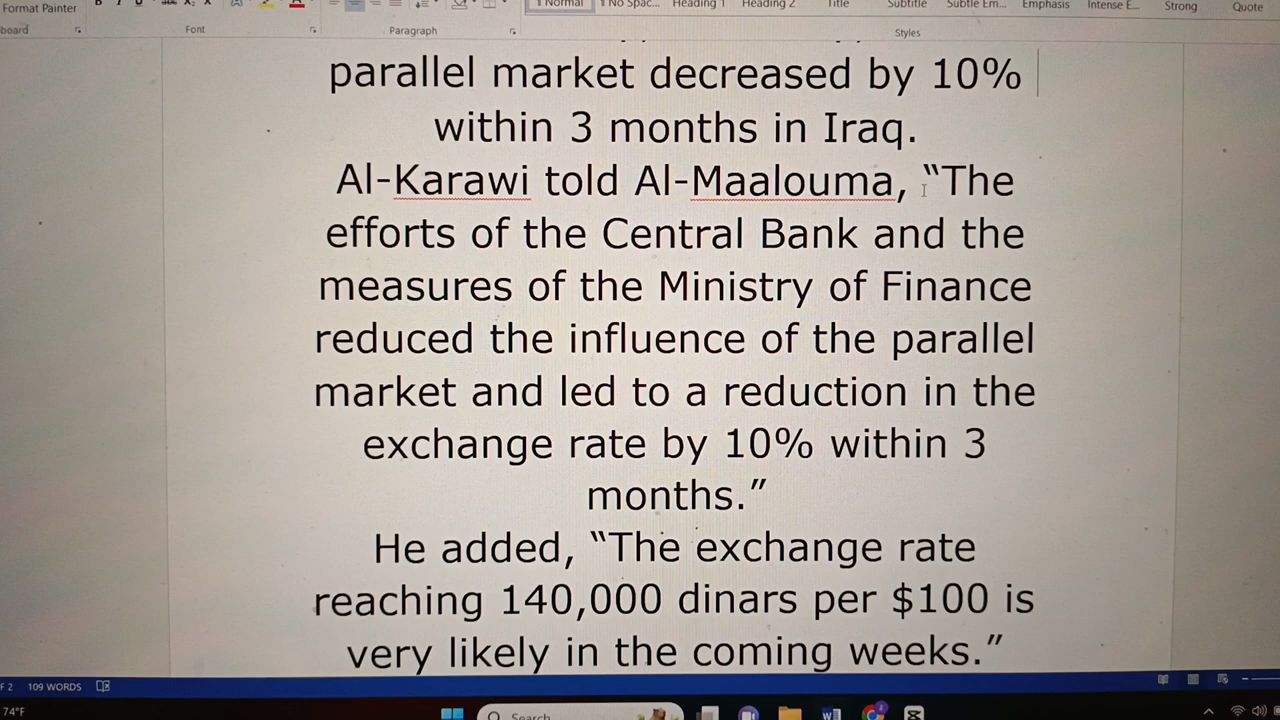 Format Painter
Normal
No Spac...
Heading 1
Heading 2
Title
Subtitle
Subtle Em...
Emphasis
Intense E...
Strong
Quote
board
Font
Paragraph
Styles
parallel market decreased by 10%
within 3 months in Iraq.
Al-Karawi told Al-Maalouma, “The
efforts of the Central Bank and the
measures of the Ministry of Finance
reduced the influence of the parallel
market and led to a reduction in the
exchange rate by 10% within 3
months.”
He added, “The exchange rate
reaching 140,000 dinars per $100 is
very likely in the coming weeks.”
F 2 109 WORDS
74°F
Search